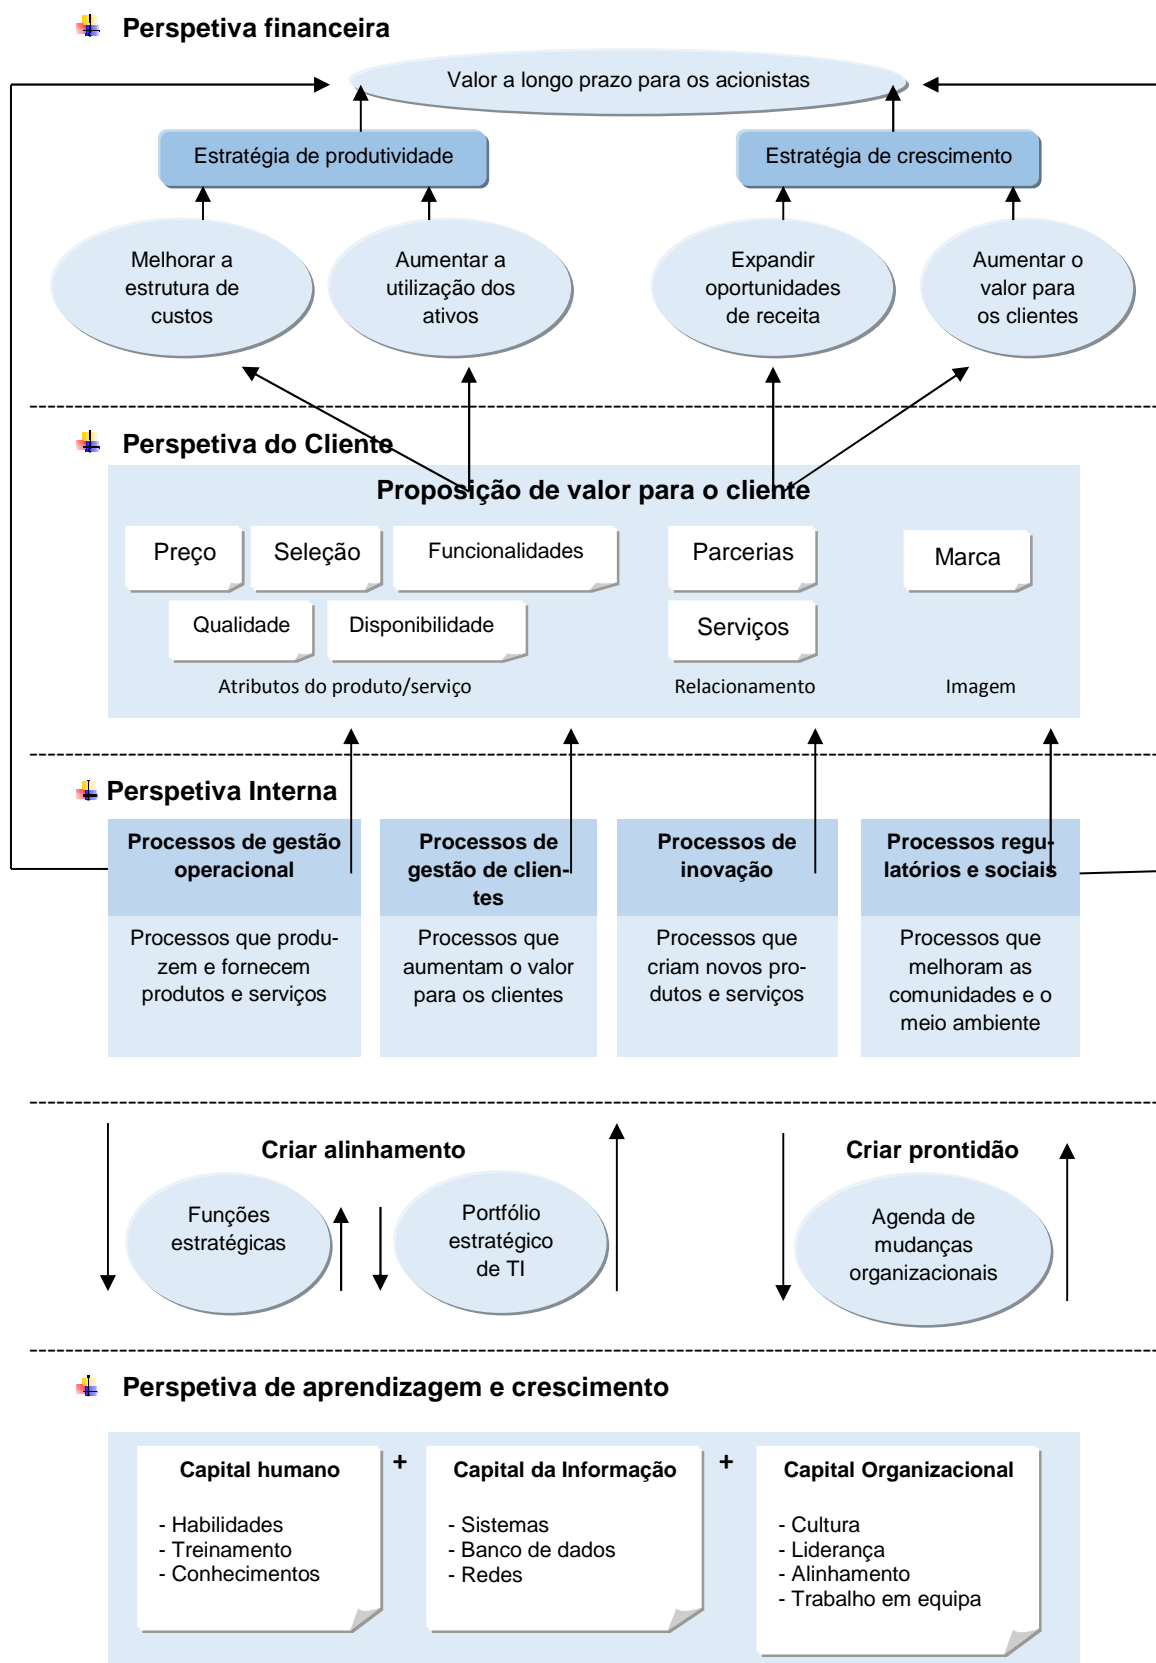 Perspetiva financeira
Valor a longo prazo para os acionistas
Estratégia de produtividade
Estratégia de crescimento
Melhorar a
estrutura de
custos
Aumentar a
utilização dos
ativos
Expandir
oportunidades
de receita
Aumentar o
valor para
os clientes
Perspetiva do Cliente
Proposição de valor para o cliente
Preço
Seleção
Funcionalidades
Parcerias
Marca
Qualidade
Disponibilidade
Serviços
Atributos do produto/serviço
Relacionamento
Imagem
Perspetiva Interna
Processos de gestão
operacional
Processos que produ-
zem e fornecem
produtos e serviços
Processos de
gestão de clien-
tes
Processos que
aumentam o valor
para os clientes
Processos de
inovação
Processos que
criam novos pro-
dutos e serviços
Processos regu-
latórios e sociais
Processos que
melhoram as
comunidades e o
meio ambiente
Criar alinhamento
Criar prontidão
Funções
estratégicas
Portfólio
estratégico
de TI
Agenda de
mudanças
organizacionais
Perspetiva de aprendizagem e crescimento
Capital humano
- Habilidades
- Treinamento
- Conhecimentos
+
Capital da Informação
- Sistemas
- Banco de dados
- Redes
+
Capital Organizacional
- Cultura
- Liderança
- Alinhamento
- Trabalho em equipa